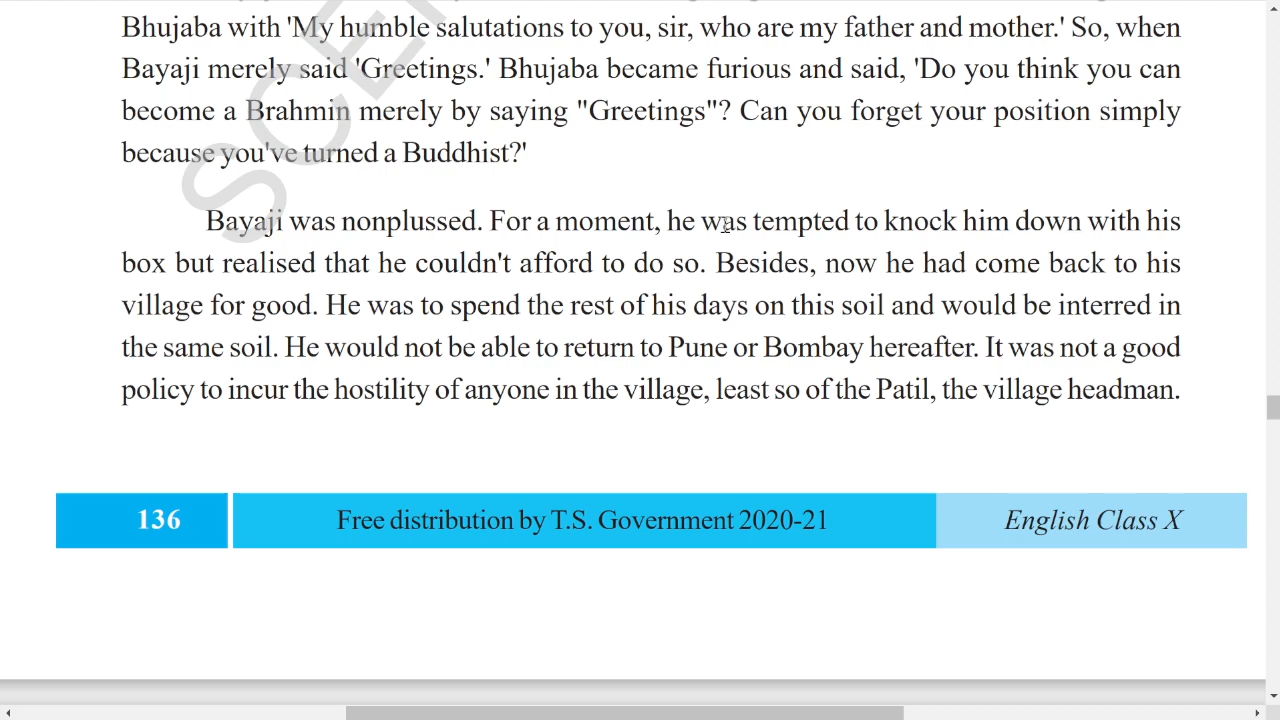 Bhujaba with 'My humble salutations to you, sir, who are my father and mother.' So, when
Bayaji merely said 'Greetings.' Bhujaba became furious and said, 'Do you think you can
become a Brahmin merely by saying "Greetings"? Can you forget your position simply
because you've turned a Buddhist?'
Bayaji was nonplussed. For a moment, he was tempted to knock him down with his
box but realised that he couldn't afford to do so. Besides, now he had come back to his
village for good. He was to spend the rest of his days on this soil and would be interred in
the same soil. He would not be able to return to Pune or Bombay hereafter. It was not a good
policy to incur the hostility of anyone in the village, least so of the Patil, the village headman.
136
Free distribution by T.S. Government 2020-21
English Class X